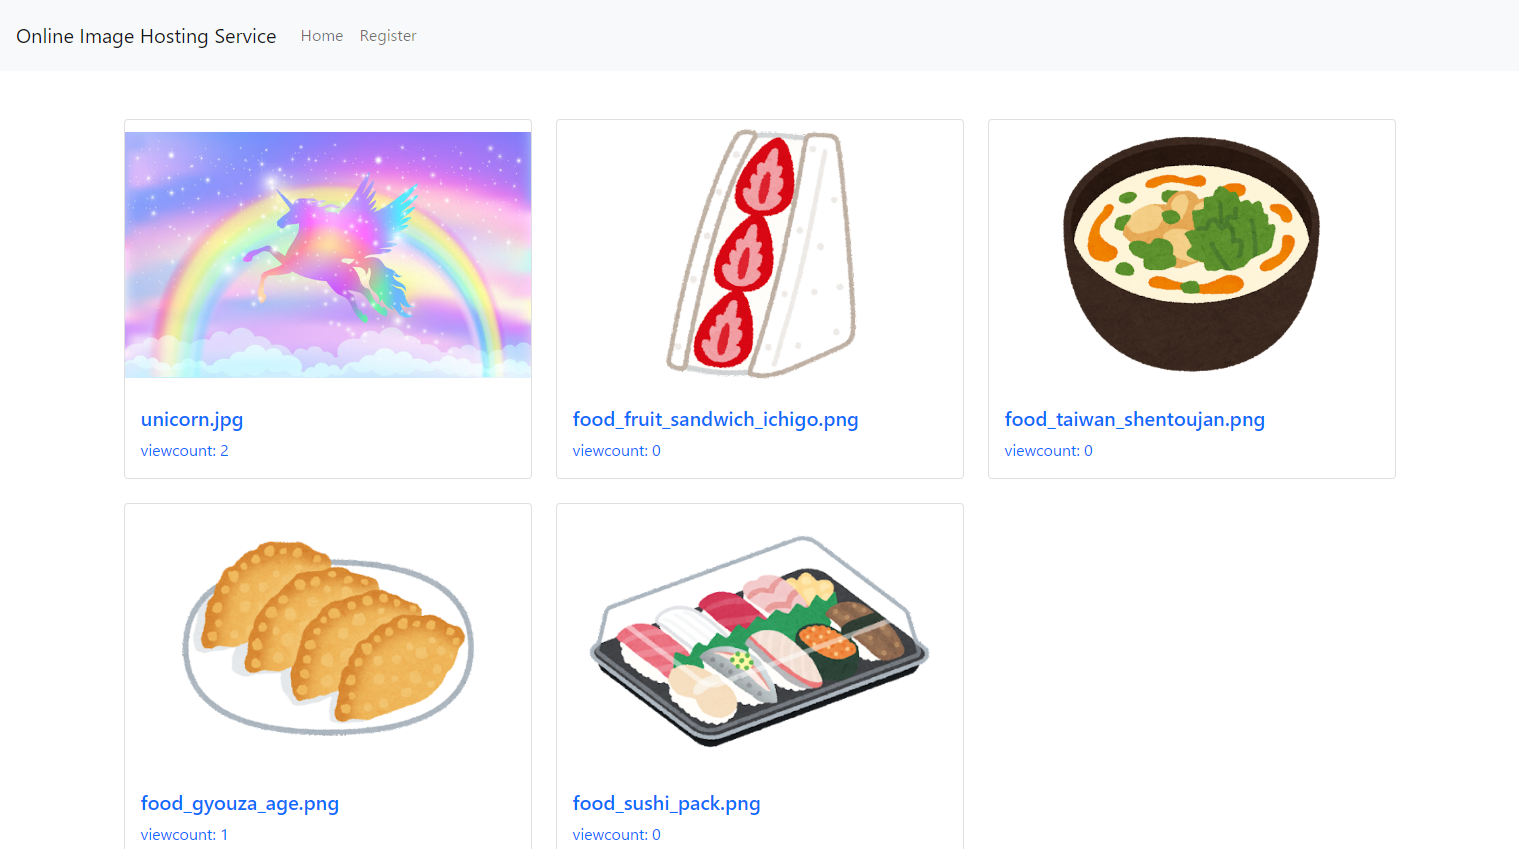 Online Image Hosting Service Home Register
unicorn.jpg
viewcount: 2
food_fruit_sandwich_ichigo.png
viewcount: 0
food_taiwan_shentoujan.png
viewcount: 0
food_gyouza_age.png
viewcount: 1
food_sushi_pack.png
viewcount: 0